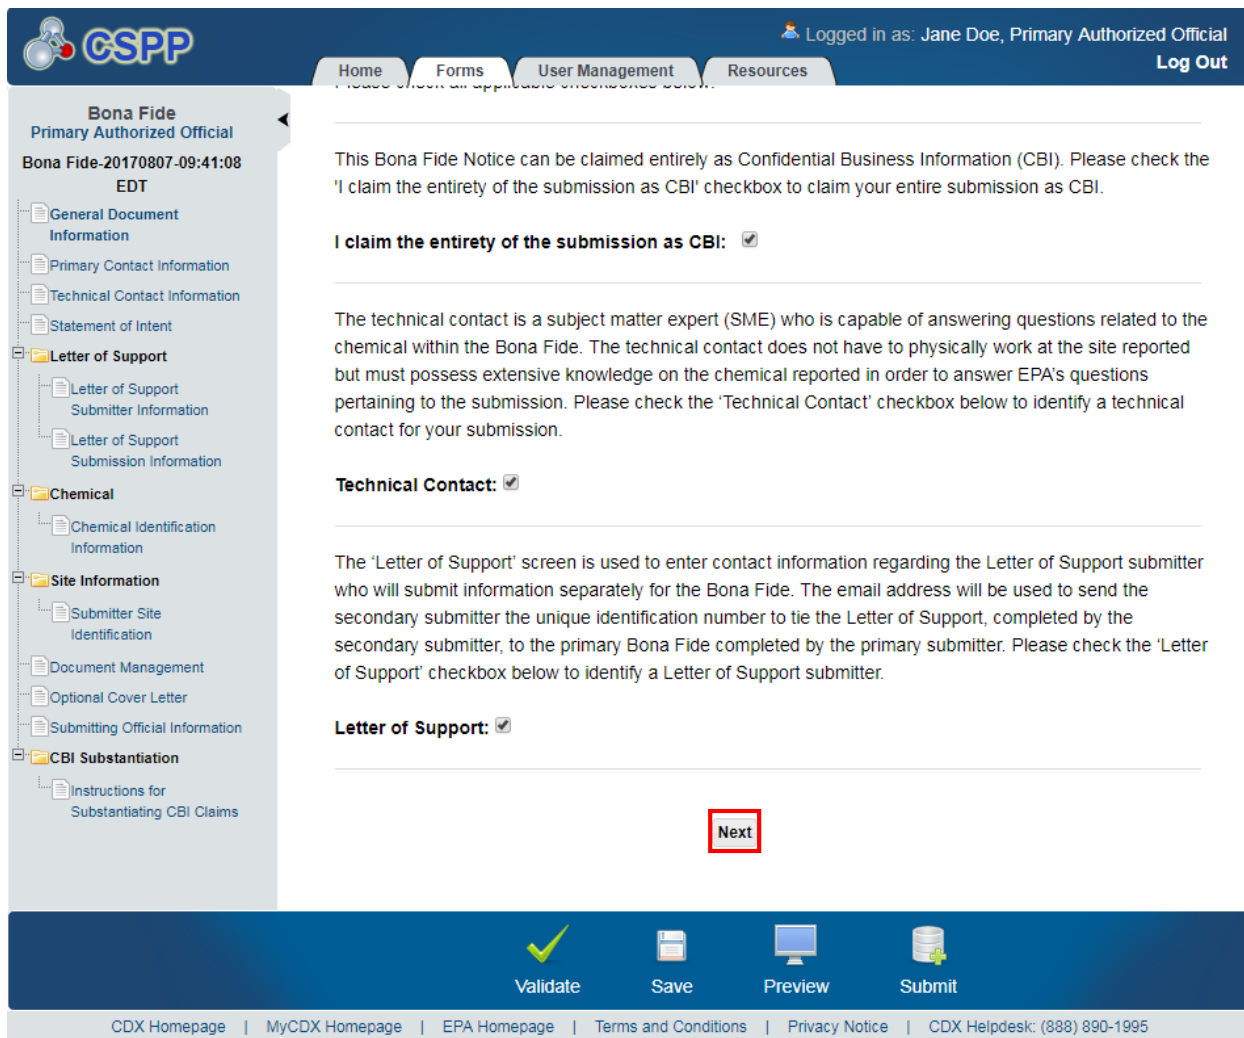 CSPP
Logged in as: Jane Doe, Primary Authorized Official
Log Out
Home
Forms
User Management
Resources
Bona Fide
Primary Authorized Official
Bona Fide-20170807-09:41:08
EDT
General Document
Information
Primary Contact Information
Technical Contact Information
Statement of Intent
Letter of Support
Letter of Support
Submitter Information
Letter of Support
Submission Information
Chemical
Chemical Identification
Information
Site Information
Submitter Site
Identification
Document Management
Optional Cover Letter
Submitting Official Information
CBI Substantiation
Instructions for
Substantiating CBI Claims
Please check all applicable checkboxes below.
This Bona Fide Notice can be claimed entirely as Confidential Business Information (CBI). Please check the
'I claim the entirety of the submission as CBI' checkbox to claim your entire submission as CBI.
I claim the entirety of the submission as CBI:
The technical contact is a subject matter expert (SME) who is capable of answering questions related to the
chemical within the Bona Fide. The technical contact does not have to physically work at the site reported
but must possess extensive knowledge on the chemical reported in order to answer EPA's questions
pertaining to the submission. Please check the ‘Technical Contact’ checkbox below to identify a technical
contact for your submission.
Technical Contact:
The ‘Letter of Support’ screen is used to enter contact information regarding the Letter of Support submitter
who will submit information separately for the Bona Fide. The email address will be used to send the
secondary submitter the unique identification number to tie the Letter of Support, completed by the
secondary submitter, to the primary Bona Fide completed by the primary submitter. Please check the ‘Letter
of Support’ checkbox below to identify a Letter of Support submitter.
Letter of Support:
Next
Validate
Save
Preview
Submit
CDX Homepage | MyCDX Homepage | EPA Homepage | Terms and Conditions | Privacy Notice | CDX Helpdesk: (888) 890-1995